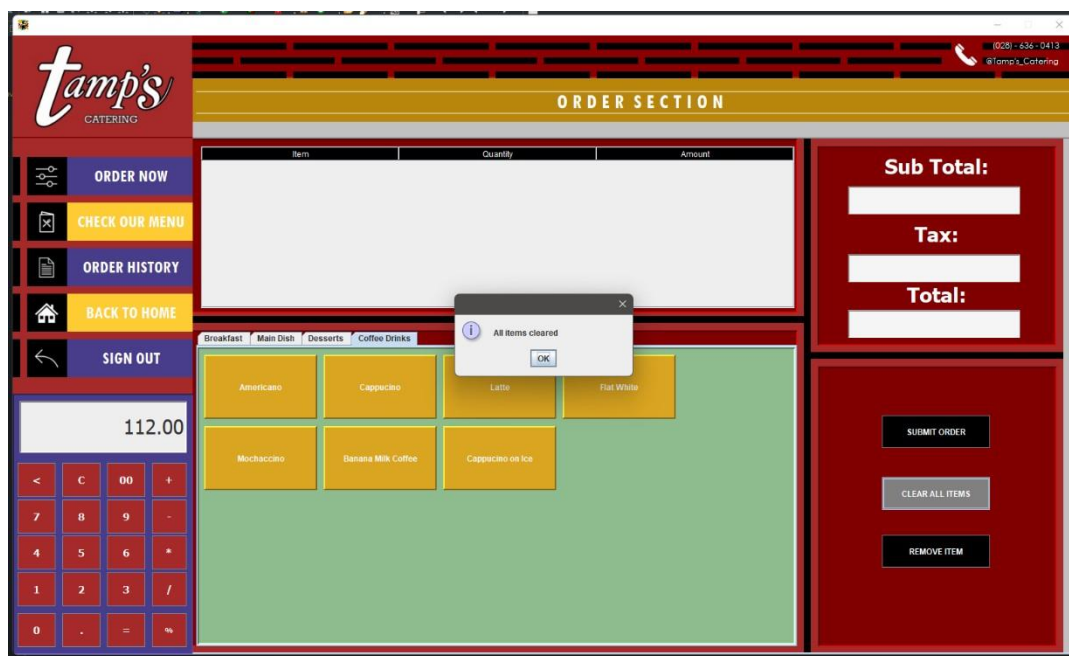 tamp's
CATERING
(028) - 636 - 0413
@Tamp's_Catering
ORDER SECTION
ORDER NOW
CHECK OUR MENU
ORDER HISTORY
BACK TO HOME
SIGN OUT
Item Quantity Amount
Sub Total:
Tax:
Total:
All items cleared
OK
Breakfast Main Dish Desserts Coffee Drinks
Americano Cappucino Latte Flat White
Mochaccino Banana Milk Coffee Cappucino on Ice
SUBMIT ORDER
CLEAR ALL ITEMS
REMOVE ITEM
112.00
< C 00 +
7 8 9 -
4 5 6 *
1 2 3 /
0 . = %